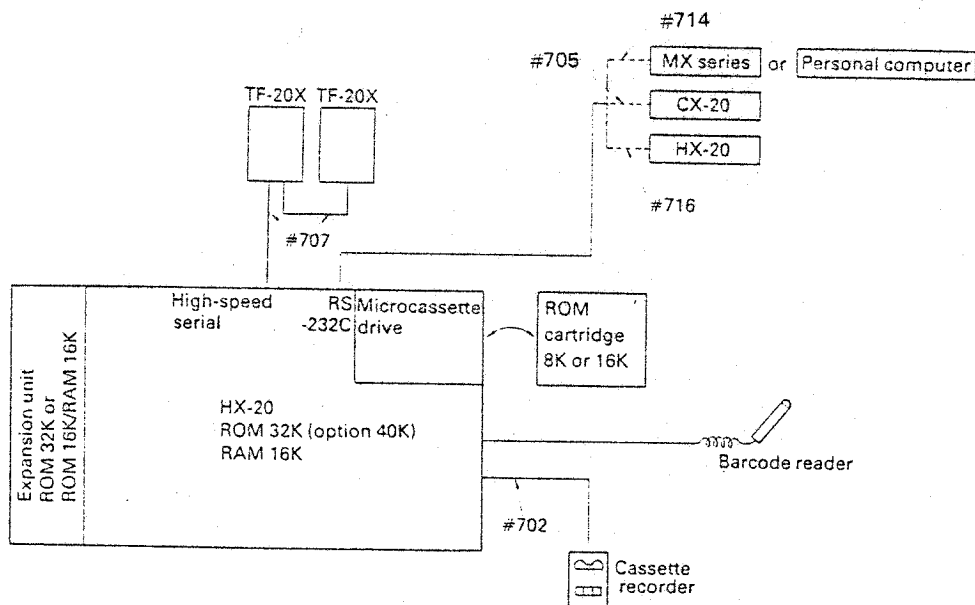 #714
#705
MX series or Personal computer
TF-20X TF-20X
CX-20
HX-20
#716
#707
High-speed
serial
RS
-232C
Microcassette
drive
ROM
cartridge
8K or 16K
Expansion unit
ROM 32K or
ROM 16K/RAM 16K
HX-20
ROM 32K (option 40K)
RAM 16K
Barcode reader
#702
Cassette
recorder